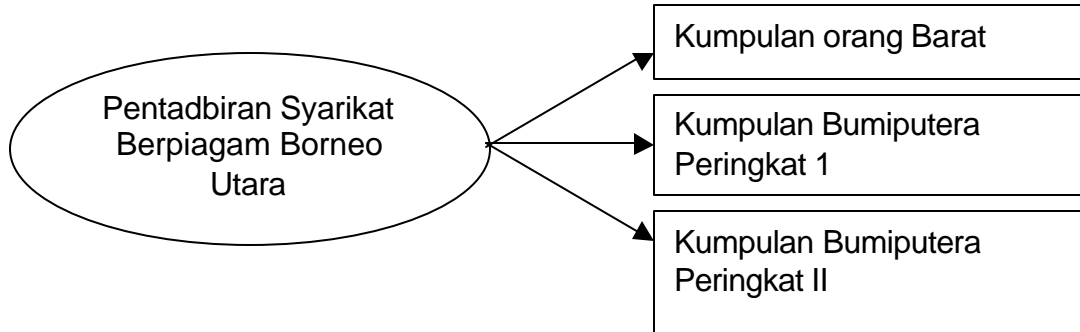 Pentadbiran Syarikat
Berpiagam Borneo
Utara
Kumpulan orang Barat
Kumpulan Bumiputera
Peringkat 1
Kumpulan Bumiputera
Peringkat II